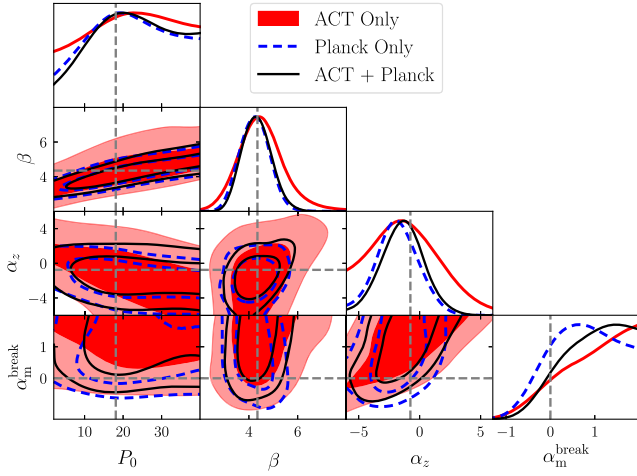 ACT Only
Planck Only
ACT + Planck
β
6
4
α_z
4
0
−4
α_m^break
1
0
10 20 30
P_0
4 6
β
−5 0 5
α_z
−1 0 1
α_m^break